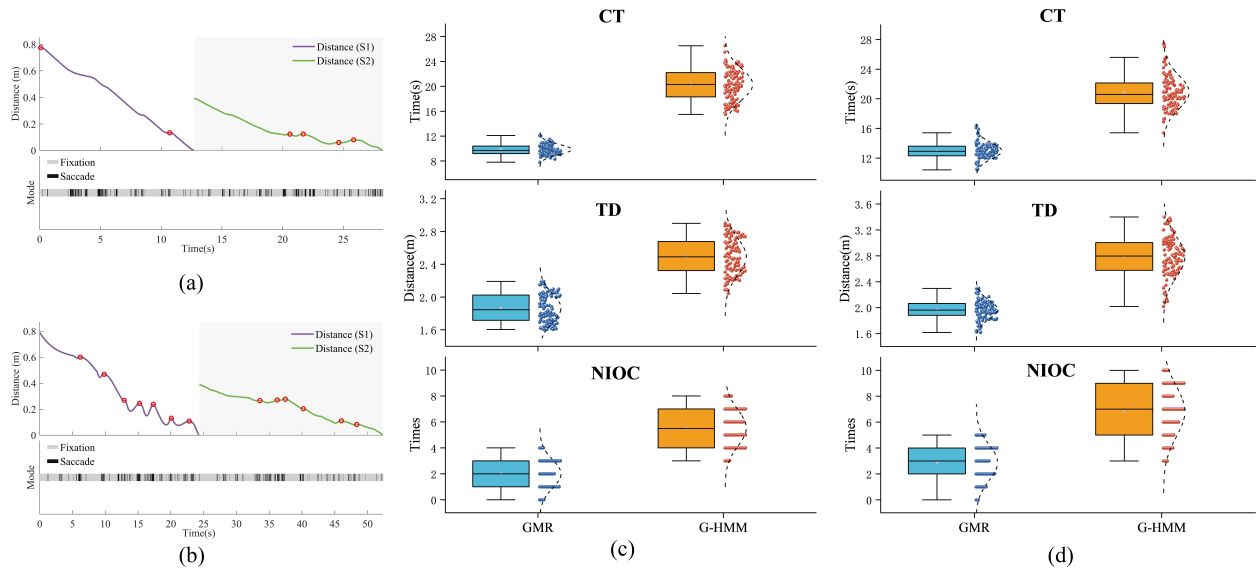 0.8
0.6
0.4
0.2
0
Distance (m)
Distance (S1)
Distance (S2)
Fixation
Saccade
Mode
0 5 10 15 20 25
Time(s)
(a)
0.8
0.6
0.4
0.2
0
Distance (m)
Distance (S1)
Distance (S2)
Fixation
Saccade
Mode
0 5 10 15 20 25 30 35 40 45 50
Time(s)
(b)
CT
28
24
20
16
12
8
Time(s)
TD
3.2
2.8
2.4
2.0
1.6
Distance(m)
NIOC
10
8
6
4
2
0
Times
GMR G-HMM
(c)
CT
28
24
20
16
12
Time(s)
TD
3.6
3.2
2.8
2.4
2.0
1.6
Distance(m)
NIOC
10
8
6
4
2
0
Times
GMR G-HMM
(d)